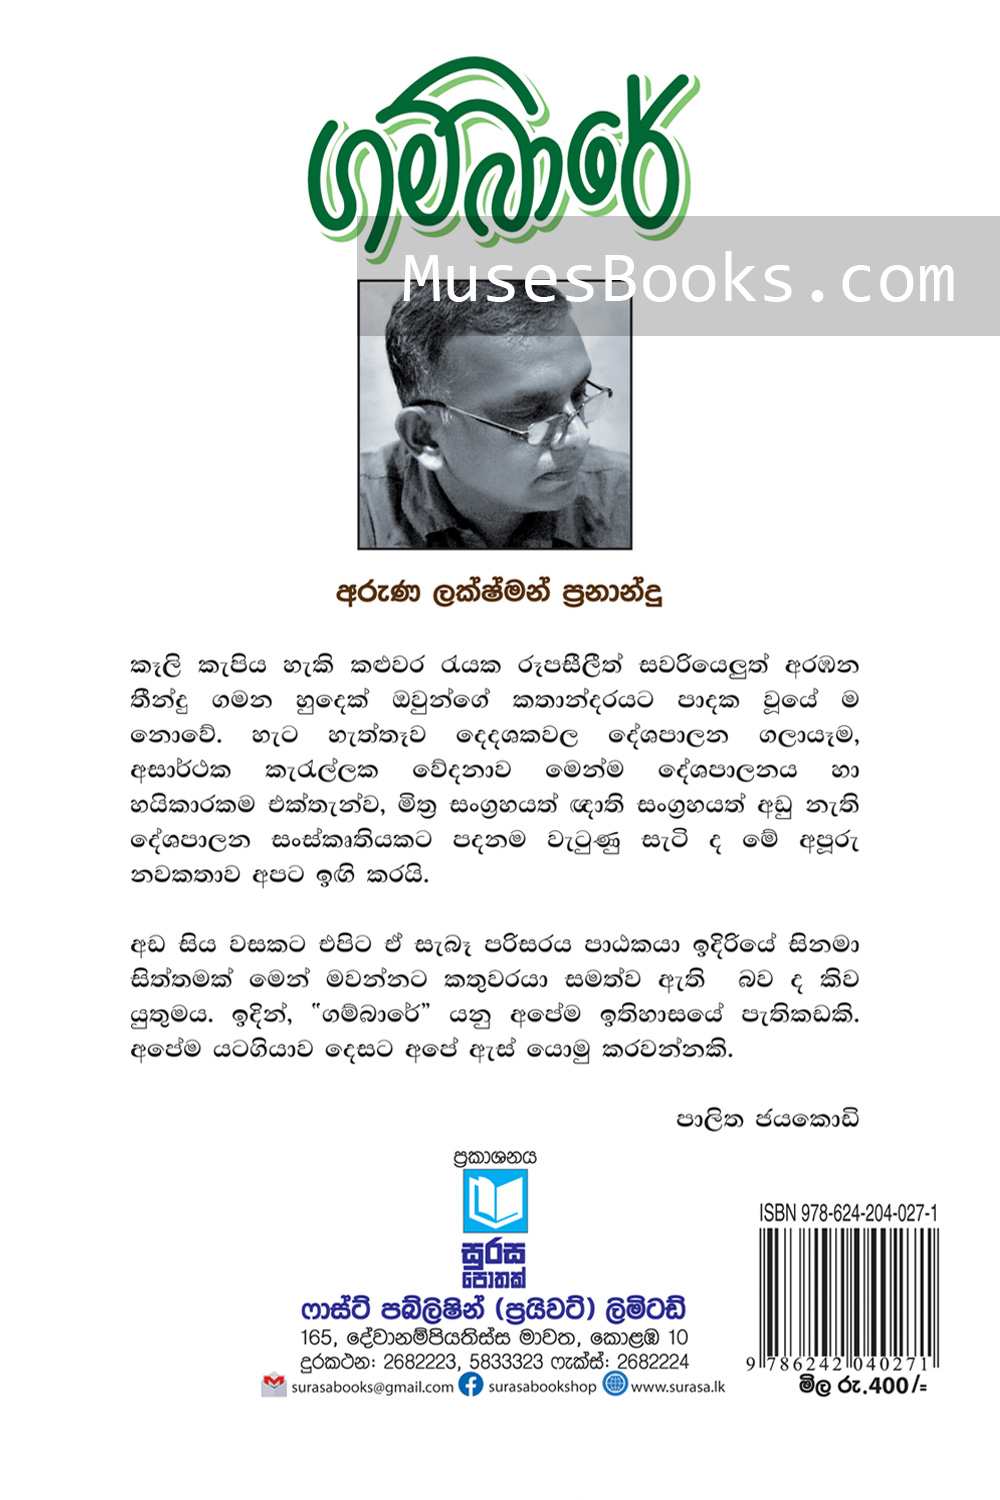 ගම්බාරේ
MusesBooks.com
අරුණ ලක්ෂ්මන් ප්‍රනාන්දු
කෑලි කැපිය හැකි කළුවර රැයක රූපසීලීත් සවරියෙලුත් අරඹන
තීන්දු ගමන හුදෙක් ඔවුන්ගේ කතාන්දරයට පාදක වූයේ ම
නොවේ. හැට හැත්තෑව දෙදශකවල දේශපාලන ගලායෑම,
අසාර්ථක කැරැල්ලක වේදනාව මෙන්ම දේශපාලනය හා
හයිකාරකම එක්තැන්ව, මිත්‍ර සංග්‍රහයත් ඥාති සංග්‍රහයත් අඩු නැති
දේශපාලන සංස්කෘතියකට පදනම වැටුණු සැටි ද මේ අපූරු
නවකතාව අපට ඉඟි කරයි.
අඩ සිය වසකට එපිට ඒ සැබෑ පරිසරය පාඨකයා ඉදිරියේ සිනමා
සිත්තමක් මෙන් මවන්නට කතුවරයා සමත්ව ඇති බව ද කිව
යුතුමය. ඉදින්, “ගම්බාරේ” යනු අපේම ඉතිහාසයේ පැතිකඩකි.
අපේම යටගියාව දෙසට අපේ ඇස් යොමු කරවන්නකි.
පාලිත ජයකොඩි
ප්‍රකාශනය
සුරස
පොතක්
ෆාස්ට් පබ්ලිෂින් (ප්‍රයිවට්) ලිමිටඩ්
165, දේවානම්පියතිස්ස මාවත, කොළඹ 10
දුරකථන: 2682223, 5833323 ෆැක්ස්: 2682224
surasabooks@gmail.com surasabookshop www.surasa.lk
ISBN 978-624-204-027-1
9 786242 040271
මිල රු.400/=